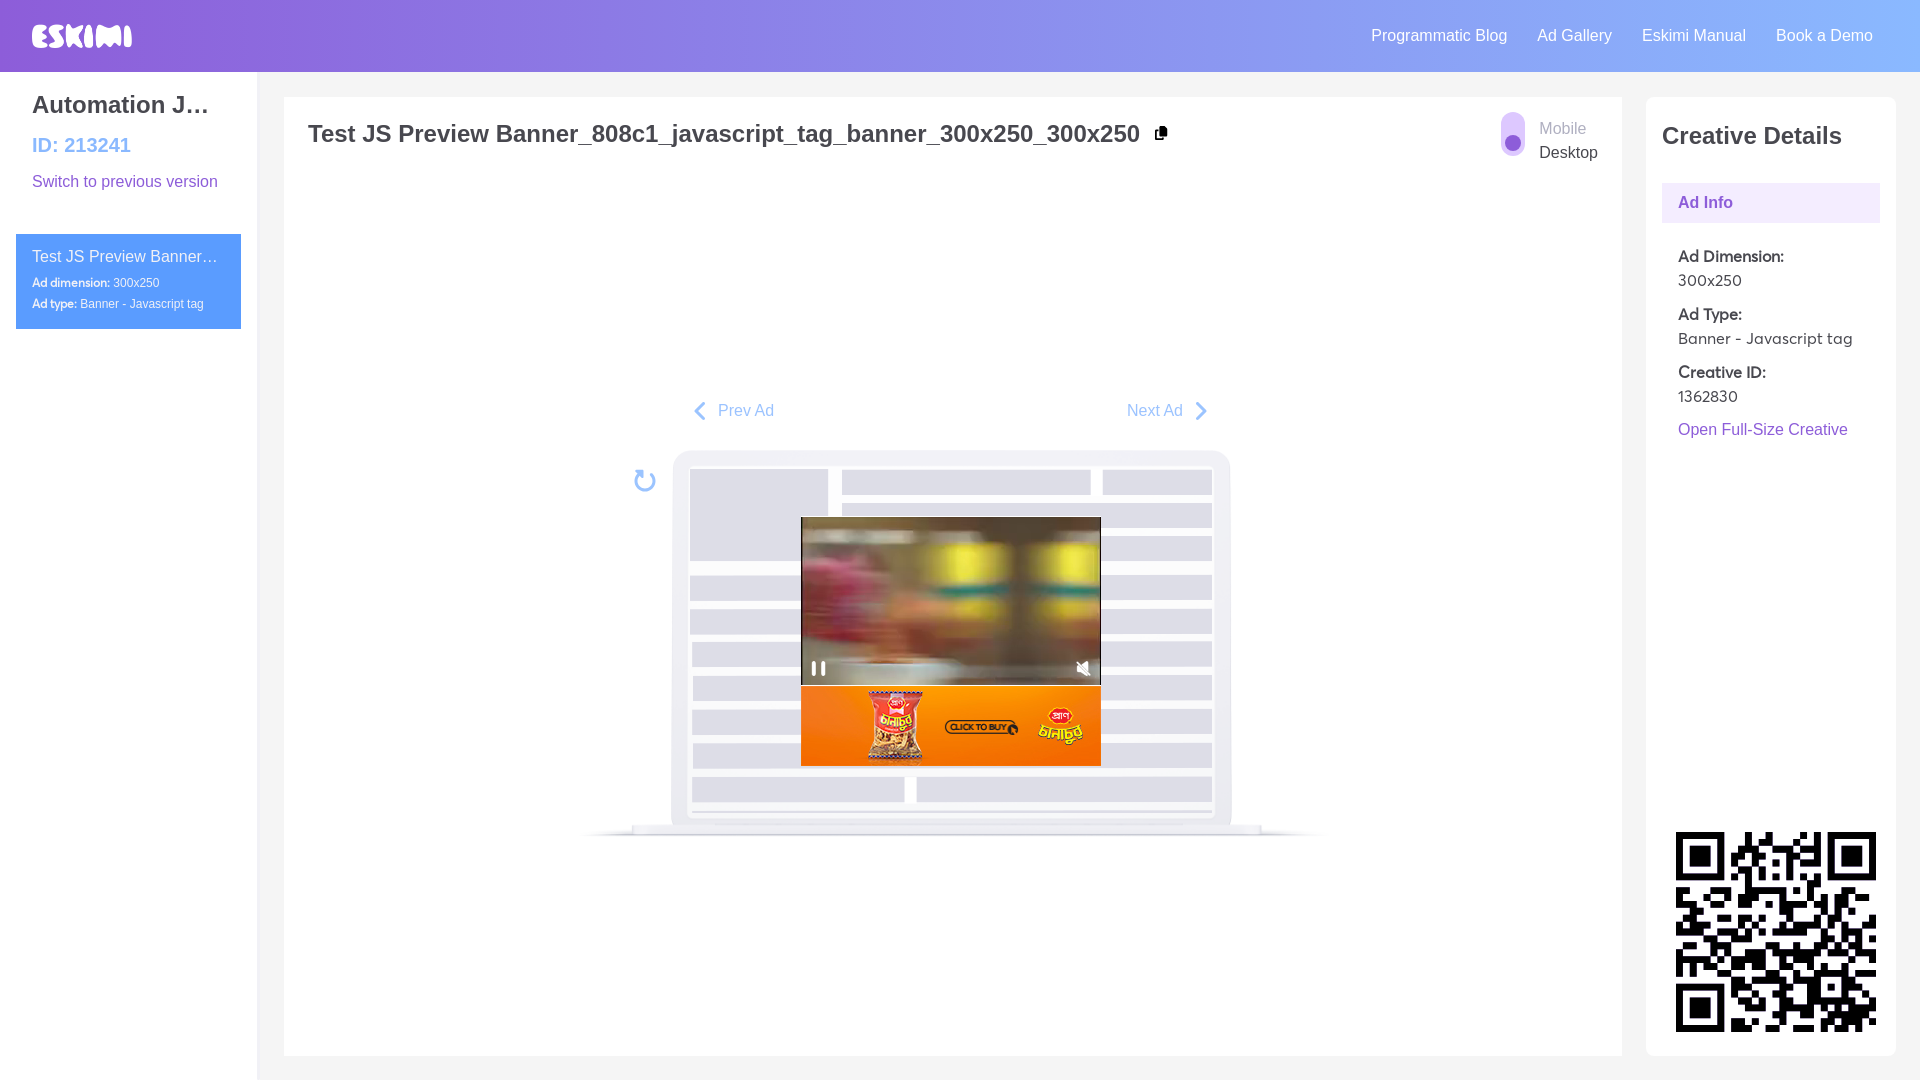 ESKIMI
Programmatic Blog
Ad Gallery
Eskimi Manual
Book a Demo
Automation J...
ID: 213241
Switch to previous version
Test JS Preview Banner...
Ad dimension: 300x250
Ad type: Banner - Javascript tag
Test JS Preview Banner_808c1_javascript_tag_banner_300x250_300x250
Mobile
Desktop
Prev Ad
Next Ad
প্রাণ
চানাচুর
CLICK TO BUY
প্রাণ
চানাচুর
Creative Details
Ad Info
Ad Dimension:
300x250
Ad Type:
Banner - Javascript tag
Creative ID:
1362830
Open Full-Size Creative